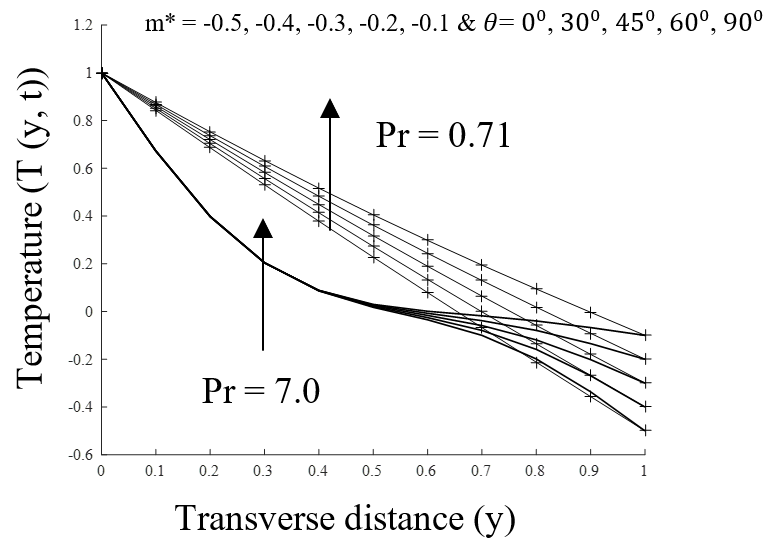 m* = -0.5, -0.4, -0.3, -0.2, -0.1 & θ= 0⁰, 30⁰, 45⁰, 60⁰, 90⁰
Temperature (T (y, t))
1.2
1
0.8
0.6
0.4
0.2
0
-0.2
-0.4
-0.6
Pr = 0.71
Pr = 7.0
0 0.1 0.2 0.3 0.4 0.5 0.6 0.7 0.8 0.9 1
Transverse distance (y)